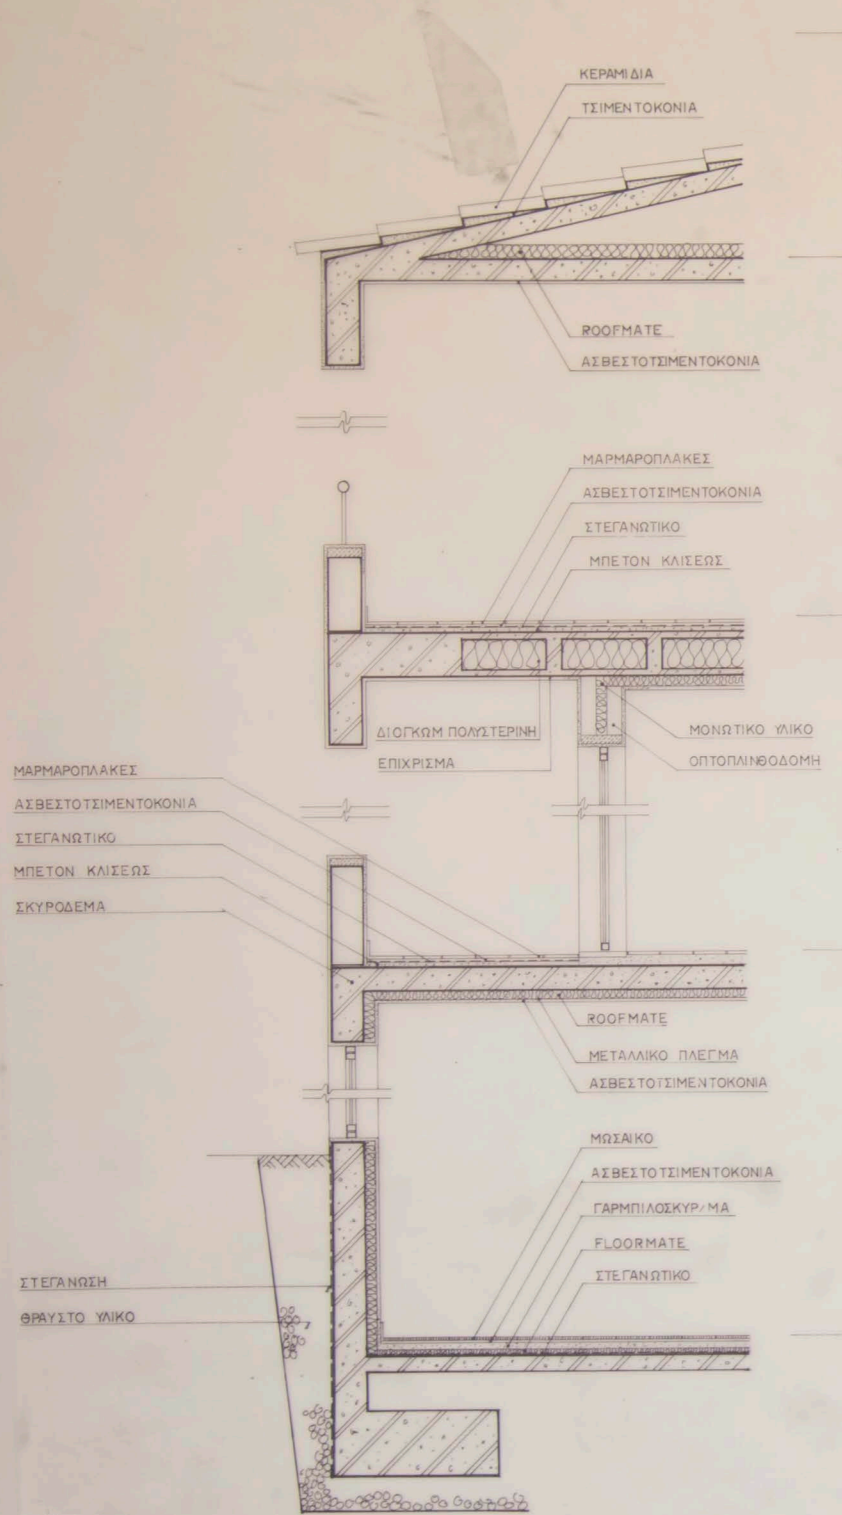 ΚΕΡΑΜΙΔΙΑ
ΤΣΙΜΕΝΤΟΚΟΝΙΑ
ROOFMATE
ΑΣΒΕΣΤΟΤΣΙΜΕΝΤΟΚΟΝΙΑ
ΜΑΡΜΑΡΟΠΛΑΚΕΣ
ΑΣΒΕΣΤΟΤΣΙΜΕΝΤΟΚΟΝΙΑ
ΣΤΕΓΑΝΩΤΙΚΟ
ΜΠΕΤΟΝ ΚΛΙΣΕΩΣ
ΔΙΟΓΚΩΜ ΠΟΛΥΣΤΕΡΙΝΗ
ΕΠΙΧΡΙΣΜΑ
ΜΟΝΩΤΙΚΟ ΥΛΙΚΟ
ΟΠΤΟΠΛΙΝΘΟΔΟΜΗ
ΜΑΡΜΑΡΟΠΛΑΚΕΣ
ΑΣΒΕΣΤΟΤΣΙΜΕΝΤΟΚΟΝΙΑ
ΣΤΕΓΑΝΩΤΙΚΟ
ΜΠΕΤΟΝ ΚΛΙΣΕΩΣ
ΣΚΥΡΟΔΕΜΑ
ROOFMATE
ΜΕΤΑΛΛΙΚΟ ΠΛΕΓΜΑ
ΑΣΒΕΣΤΟΤΣΙΜΕΝΤΟΚΟΝΙΑ
ΜΩΣΑΙΚΟ
ΑΣΒΕΣΤΟΤΣΙΜΕΝΤΟΚΟΝΙΑ
ΓΑΡΜΠΙΛΟΣΚΥΡ/ΜΑ
FLOORMATE
ΣΤΕΓΑΝΩΤΙΚΟ
ΣΤΕΓΑΝΩΣΗ
ΘΡΑΥΣΤΟ ΥΛΙΚΟ